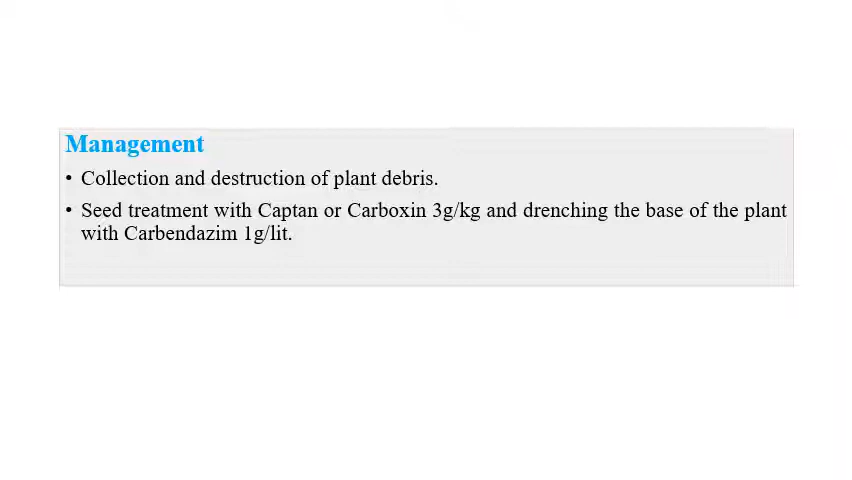 Management
• Collection and destruction of plant debris.
• Seed treatment with Captan or Carboxin 3g/kg and drenching the base of the plant
with Carbendazim 1g/lit.